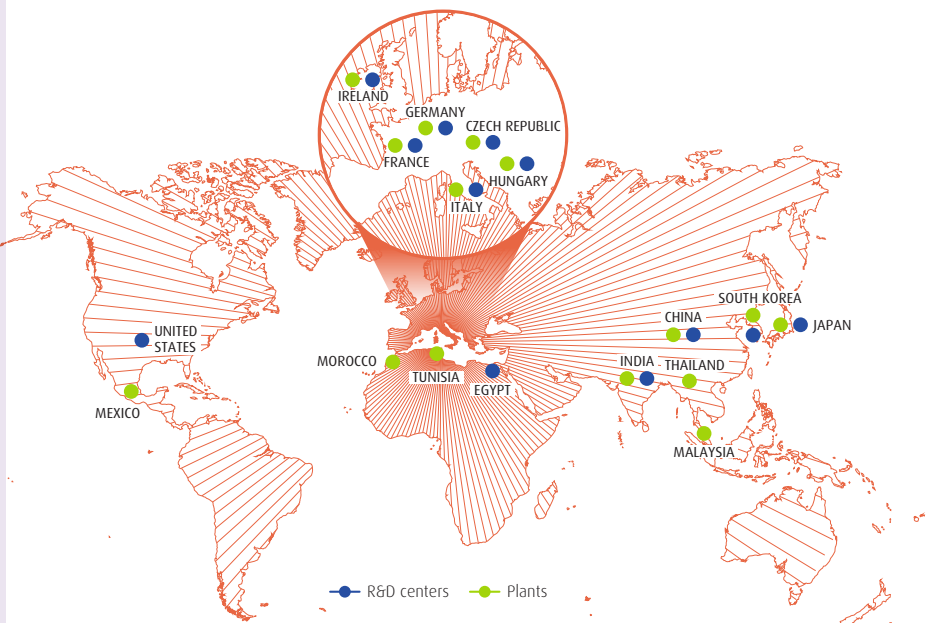 IRELAND
GERMANY
CZECH REPUBLIC
FRANCE
HUNGARY
ITALY
SOUTH KOREA
CHINA
JAPAN
UNITED
STATES
MOROCCO
INDIA
THAILAND
TUNISIA
EGYPT
MEXICO
MALAYSIA
R&D centers
Plants